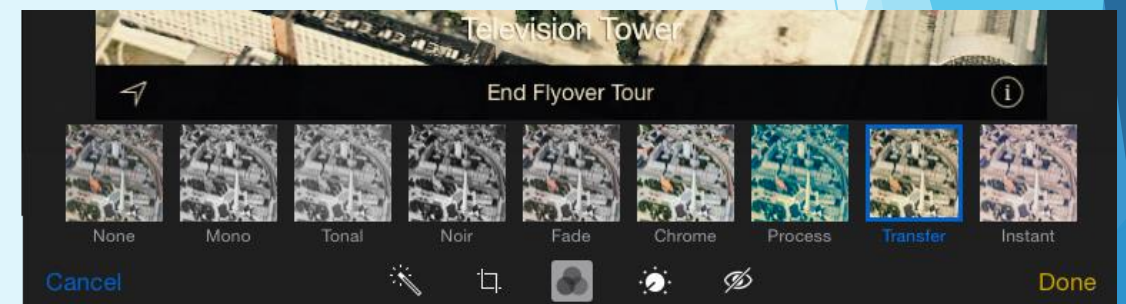 Television Tower
End Flyover Tour
None Mono Tonal Noir Fade Chrome Process Transfer Instant
Cancel Done